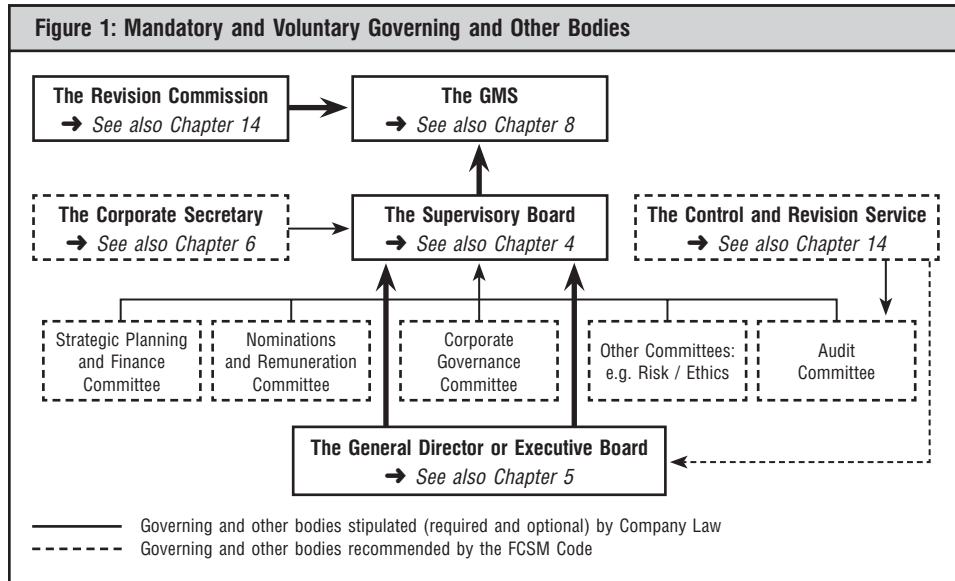 Figure 1: Mandatory and Voluntary Governing and Other Bodies
The Revision Commission
➔ See also Chapter 14
The GMS
➔ See also Chapter 8
The Corporate Secretary
➔ See also Chapter 6
The Supervisory Board
➔ See also Chapter 4
The Control and Revision Service
➔ See also Chapter 14
Strategic Planning
and Finance
Committee
Nominations
and Remuneration
Committee
Corporate
Governance
Committee
Other Committees:
e.g. Risk / Ethics
Audit
Committee
The General Director or Executive Board
➔ See also Chapter 5
Governing and other bodies stipulated (required and optional) by Company Law
Governing and other bodies recommended by the FCSM Code